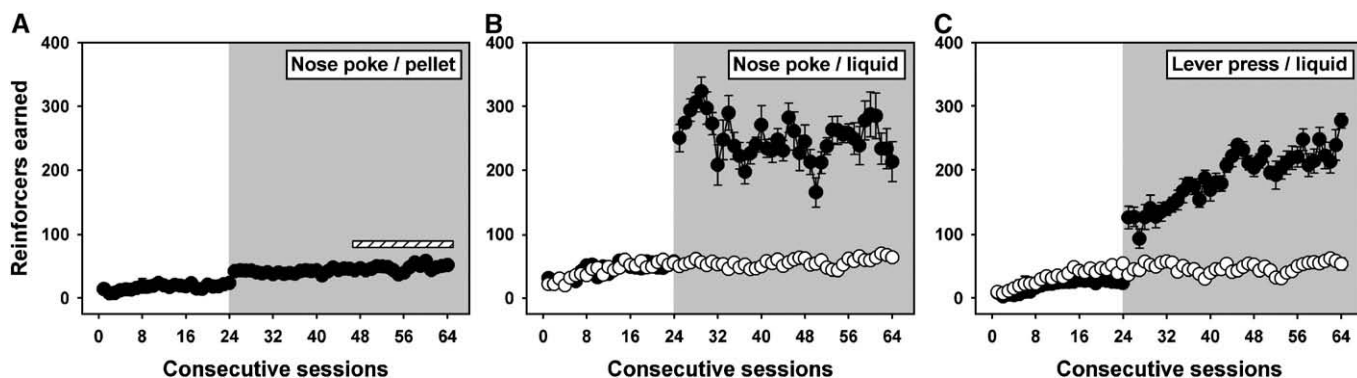 A
Nose poke / pellet
Reinforcers earned
400
300
200
100
0
0 8 16 24 32 40 48 56 64
Consecutive sessions
B
Nose poke / liquid
400
300
200
100
0
0 8 16 24 32 40 48 56 64
Consecutive sessions
C
Lever press / liquid
400
300
200
100
0
0 8 16 24 32 40 48 56 64
Consecutive sessions